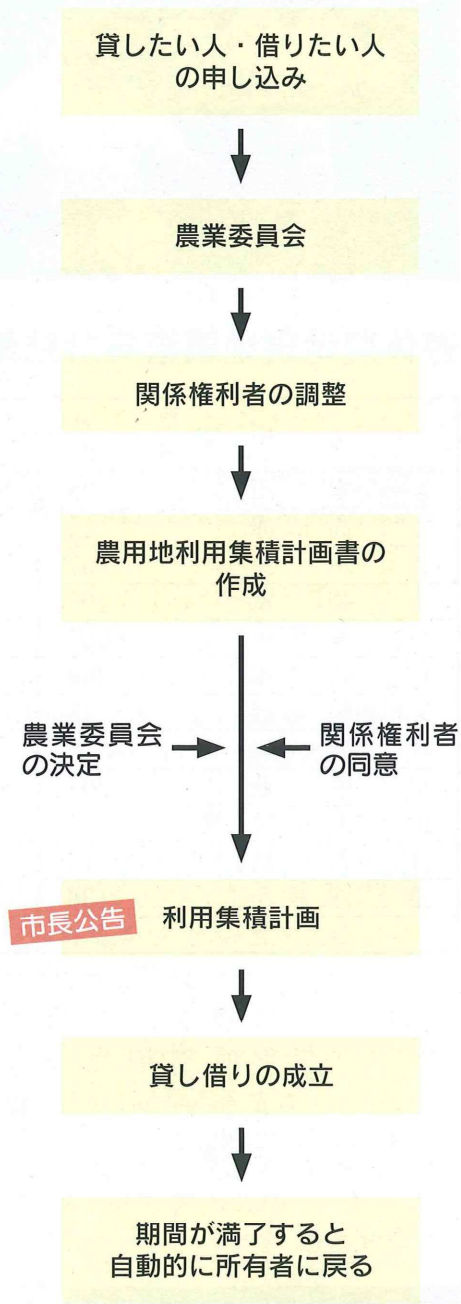 貸したい人・借りたい人
の申し込み
農業委員会
関係権利者の調整
農用地利用集積計画書の
作成
農業委員会
の決定
関係権利者
の同意
市長公告
利用集積計画
貸し借りの成立
期間が満了すると
自動的に所有者に戻る